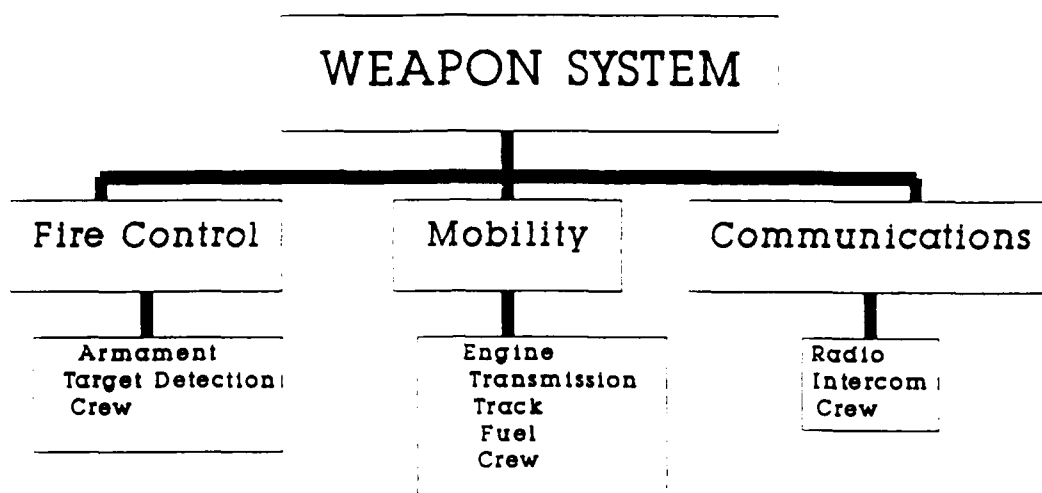 WEAPON SYSTEM
Fire Control
Mobility
Communications
Armament
Target Detection
Crew
Engine
Transmission
Track
Fuel
Crew
Radio
Intercom
Crew